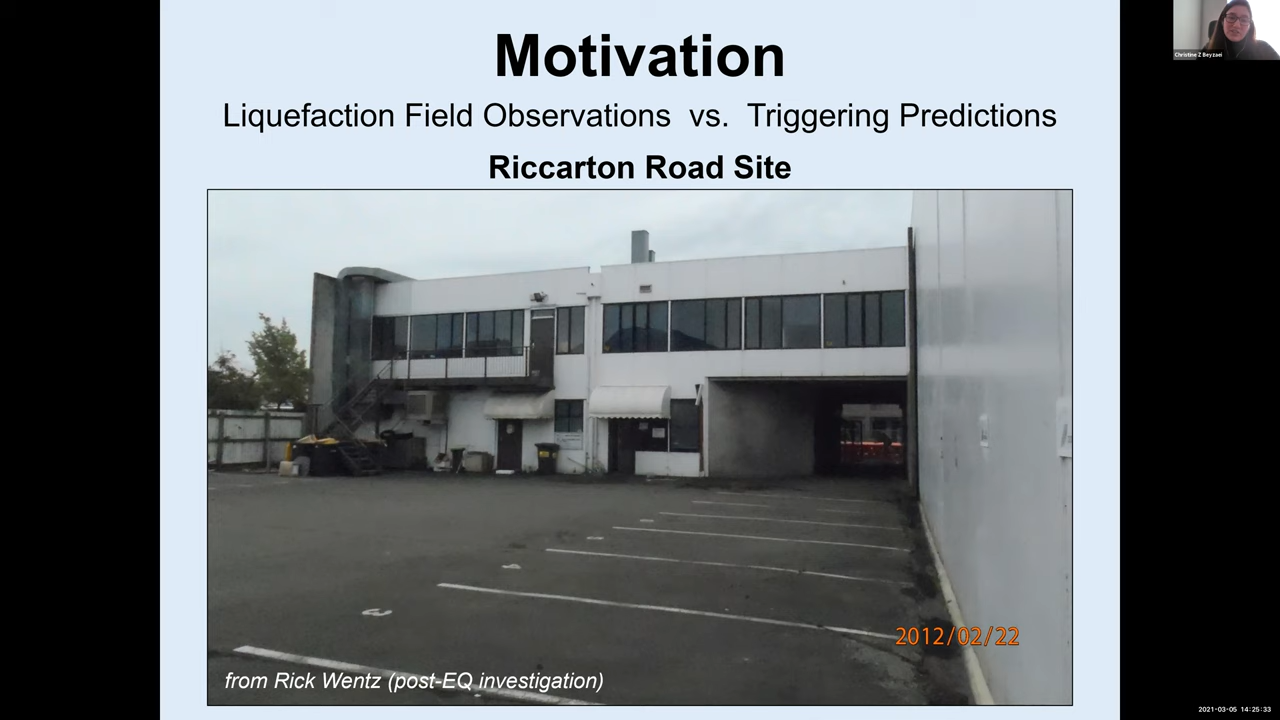 Motivation
Liquefaction Field Observations vs. Triggering Predictions
Riccarton Road Site
3
2012/02/22
from Rick Wentz (post-EQ investigation)
Christine Z Beyzaei
2021-03-05 14:25:33